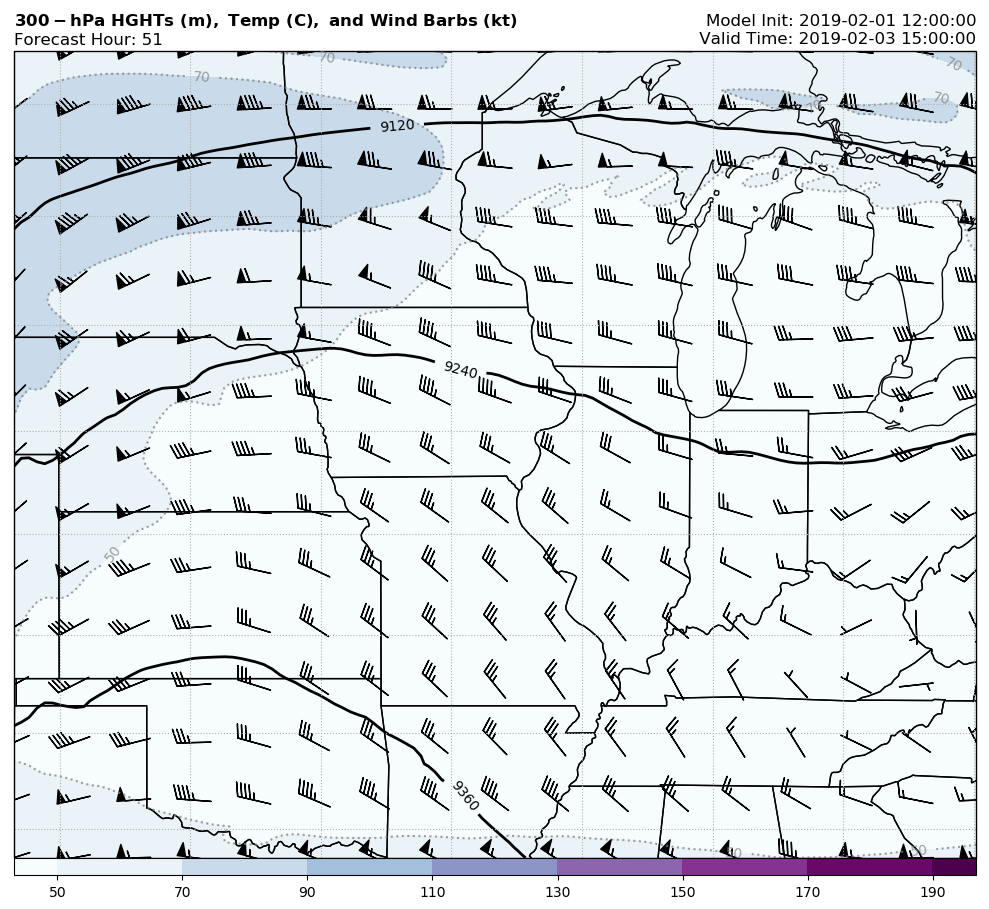 300-hPa HGHTs (m), Temp (C), and Wind Barbs (kt)
Model Init: 2019-02-01 12:00:00
Forecast Hour: 51
Valid Time: 2019-02-03 15:00:00
70
70
70
70
9120
9240
50
9360
50
50 70 90 110 130 150 170 190